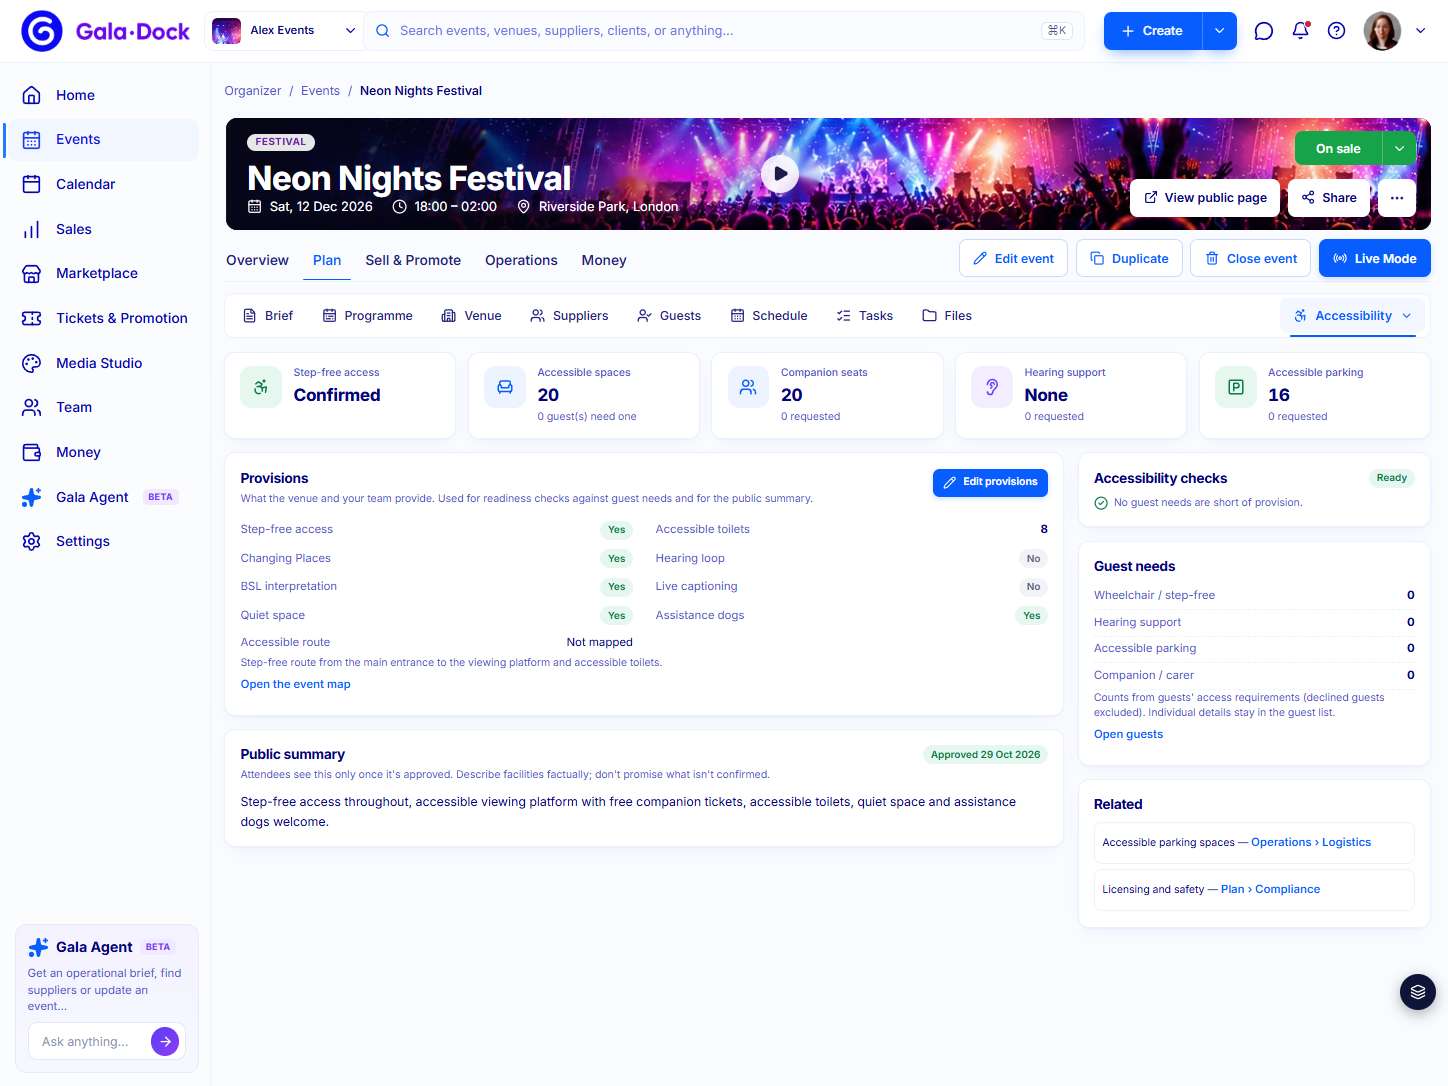 Gala·Dock
Alex Events
Search events, venues, suppliers, clients, or anything...
⌘K
Create
Home
Events
Calendar
Sales
Marketplace
Tickets & Promotion
Media Studio
Team
Money
Gala Agent BETA
Settings
Gala Agent BETA
Get an operational brief, find
suppliers or update an
event...
Ask anything...
Organizer / Events / Neon Nights Festival
FESTIVAL
Neon Nights Festival
Sat, 12 Dec 2026 18:00 – 02:00 Riverside Park, London
On sale
View public page
Share
Overview Plan Sell & Promote Operations Money
Edit event
Duplicate
Close event
Live Mode
Brief Programme Venue Suppliers Guests Schedule Tasks Files Accessibility
Step-free access
Confirmed
Accessible spaces
20
0 guest(s) need one
Companion seats
20
0 requested
Hearing support
None
0 requested
Accessible parking
16
0 requested
Provisions
What the venue and your team provide. Used for readiness checks against guest needs and for the public summary.
Edit provisions
Step-free access Yes
Accessible toilets 8
Changing Places Yes
Hearing loop No
BSL interpretation Yes
Live captioning No
Quiet space Yes
Assistance dogs Yes
Accessible route Not mapped
Step-free route from the main entrance to the viewing platform and accessible toilets.
Open the event map
Public summary
Approved 29 Oct 2026
Attendees see this only once it's approved. Describe facilities factually; don't promise what isn't confirmed.
Step-free access throughout, accessible viewing platform with free companion tickets, accessible toilets, quiet space and assistance
dogs welcome.
Accessibility checks
Ready
No guest needs are short of provision.
Guest needs
Wheelchair / step-free 0
Hearing support 0
Accessible parking 0
Companion / carer 0
Counts from guests' access requirements (declined guests
excluded). Individual details stay in the guest list.
Open guests
Related
Accessible parking spaces — Operations › Logistics
Licensing and safety — Plan › Compliance